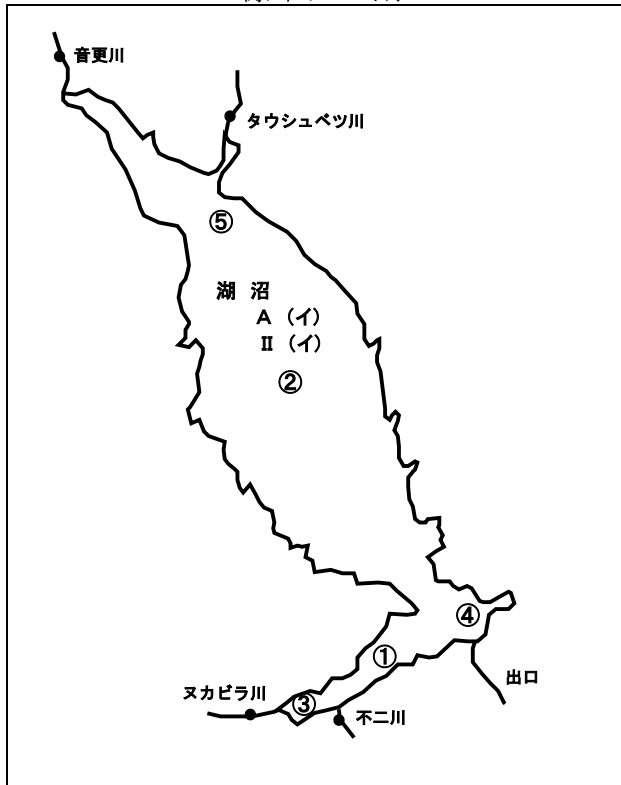 音更川
タウシュベツ川
⑤
湖沼
A（イ）
Ⅱ（イ）
②
④
①
出口
ヌカビラ川
③
不二川